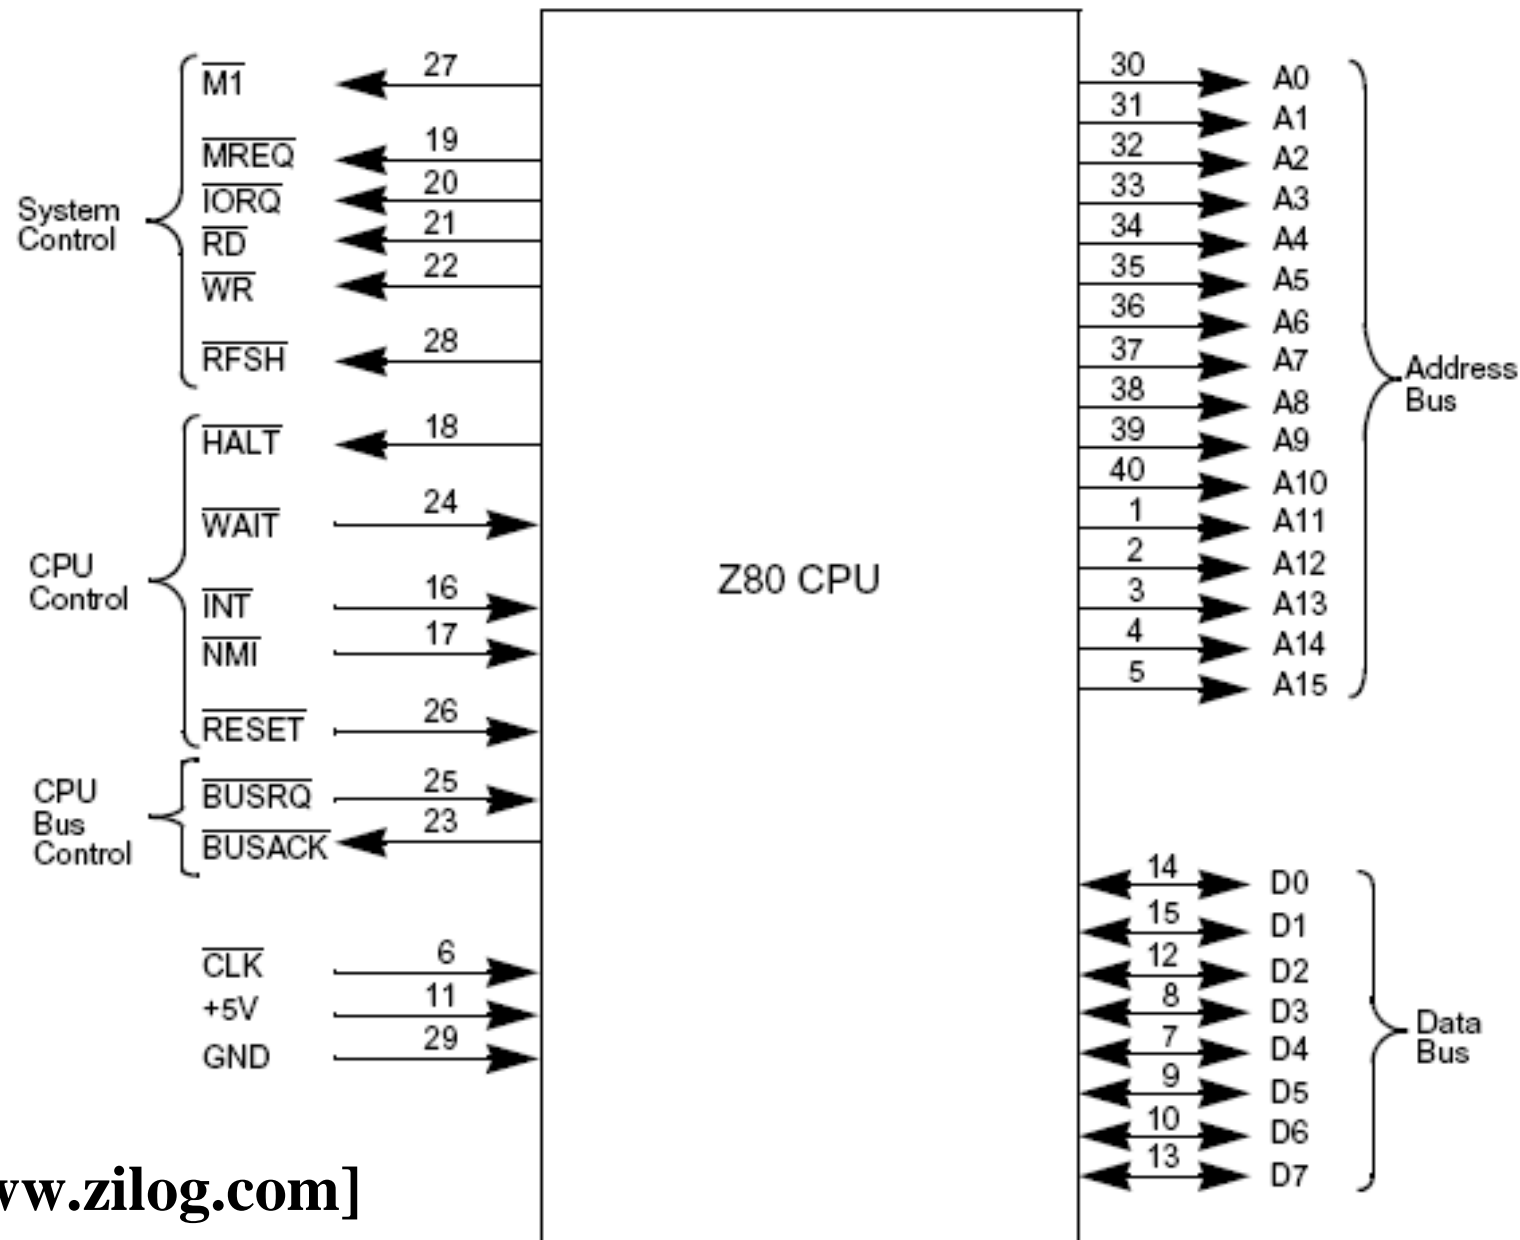 System
Control
M1 27
MREQ 19
IORQ 20
RD 21
WR 22
RFSH 28
CPU
Control
HALT 18
WAIT 24
INT 16
NMI 17
RESET 26
CPU
Bus
Control
BUSRQ 25
BUSACK 23
CLK 6
+5V 11
GND 29
Z80 CPU
30 A0
31 A1
32 A2
33 A3
34 A4
35 A5
36 A6
37 A7
38 A8
39 A9
40 A10
1 A11
2 A12
3 A13
4 A14
5 A15
Address
Bus
14 D0
15 D1
12 D2
8 D3
7 D4
9 D5
10 D6
13 D7
Data
Bus
ww.zilog.com]